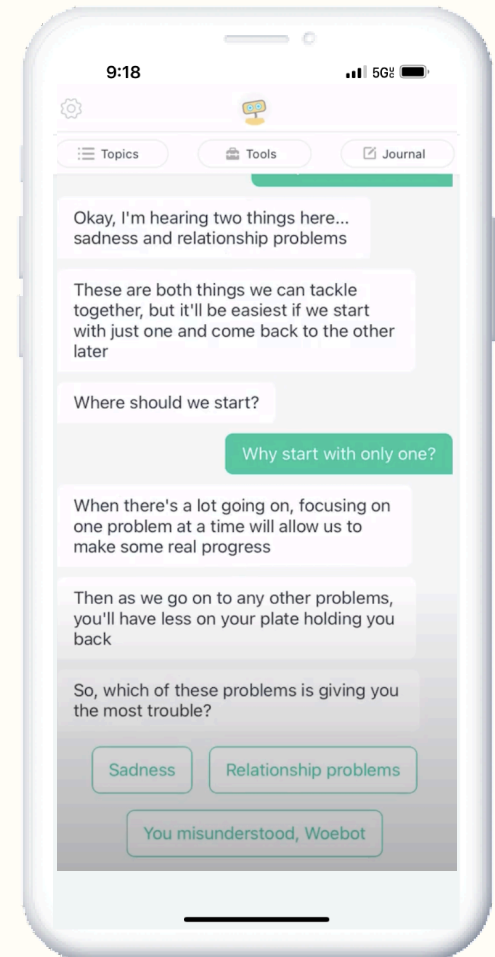 9:18
5G
Topics
Tools
Journal
Okay, I'm hearing two things here...
sadness and relationship problems
These are both things we can tackle
together, but it'll be easiest if we start
with just one and come back to the other
later
Where should we start?
Why start with only one?
When there's a lot going on, focusing on
one problem at a time will allow us to
make some real progress
Then as we go on to any other problems,
you'll have less on your plate holding you
back
So, which of these problems is giving you
the most trouble?
Sadness
Relationship problems
You misunderstood, Woebot